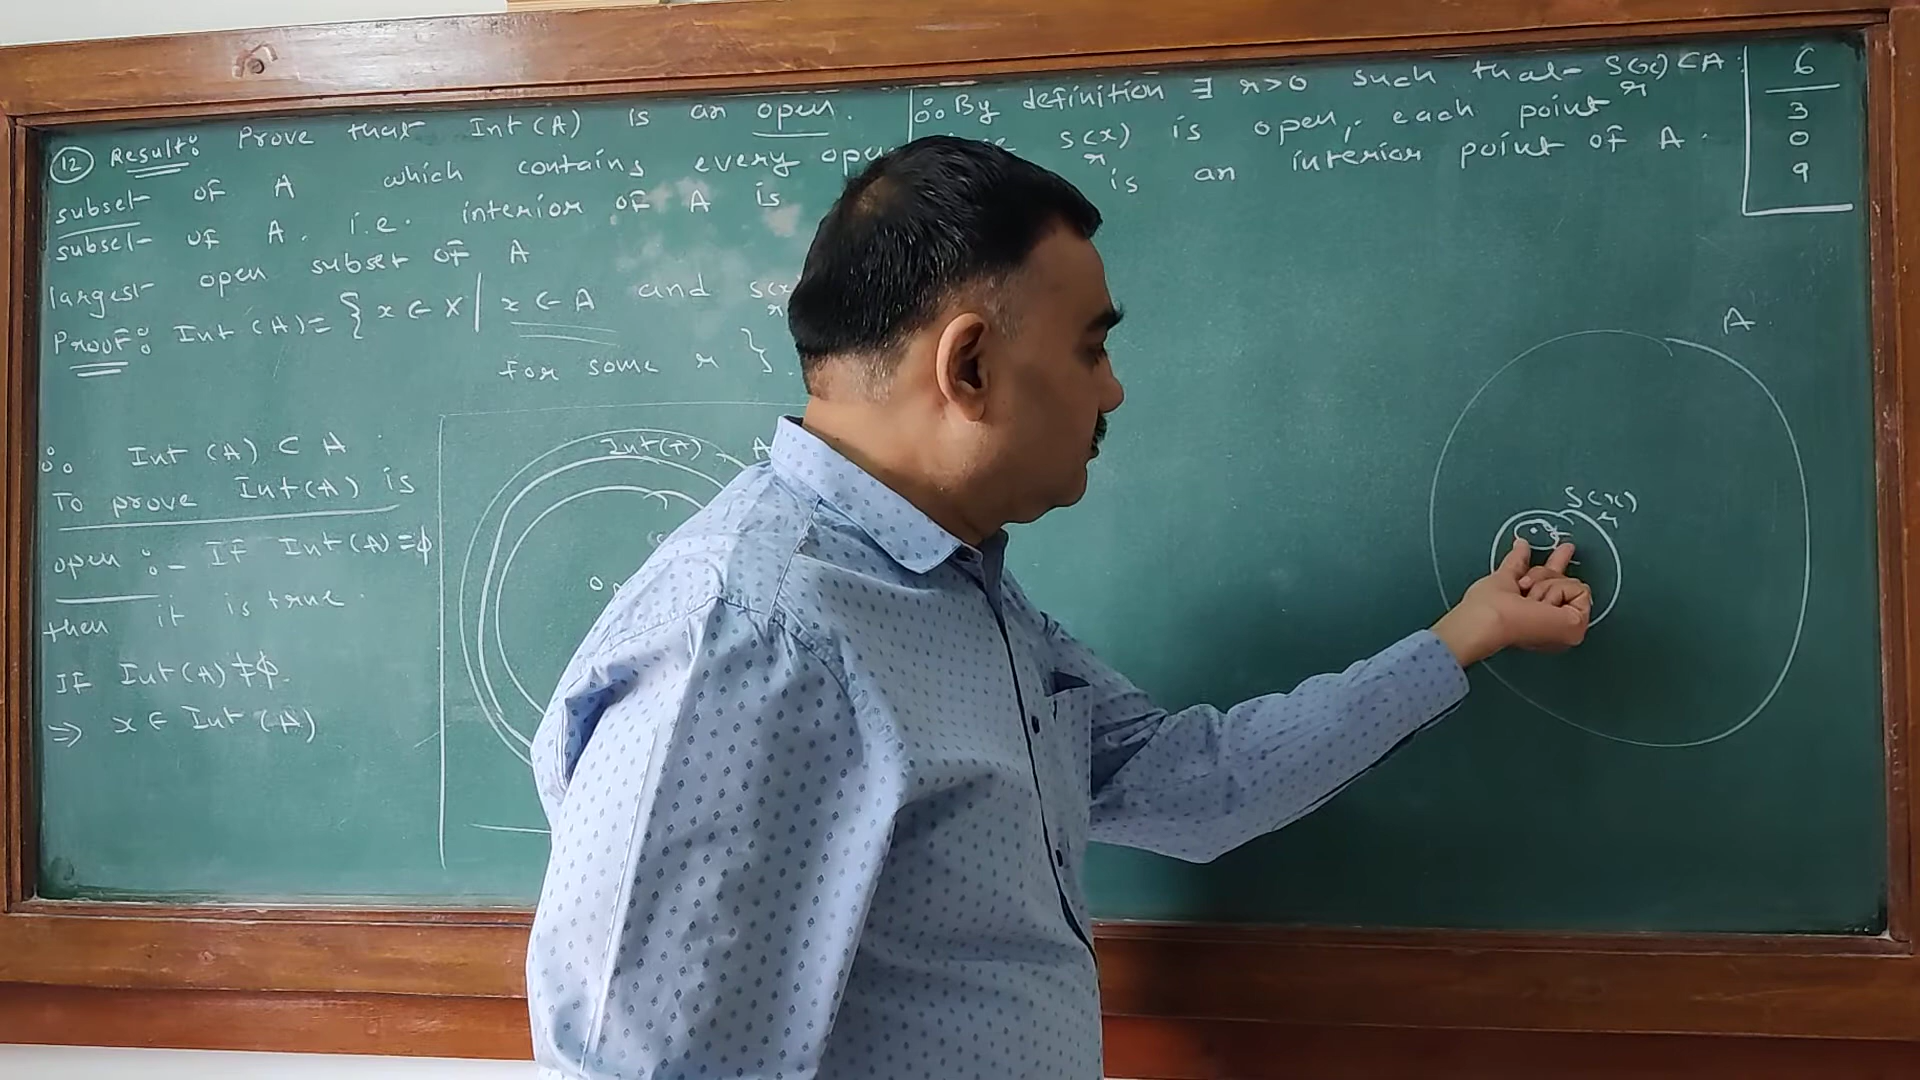 12 Result: Prove that Int(A) is an open.
subset of A which contains every open
subset of A. i.e. interior of A is
largest open subset of A
Proof: Int(A) = { x ∈ X | x ∈ A and S(x)
r
for some r }.
∴ Int(A) ⊂ A.
To prove Int(A) is
open :- If Int(A) = φ
then it is true.
If Int(A) ≠ φ.
⇒ x ∈ Int(A)
Int(A) A
∴ By definition ∃ r>0 such that S(x) ⊂ A.
r
S(x) is open, each point
r
is an interior point of A.
6
3
0
9
A.
S(x)
r